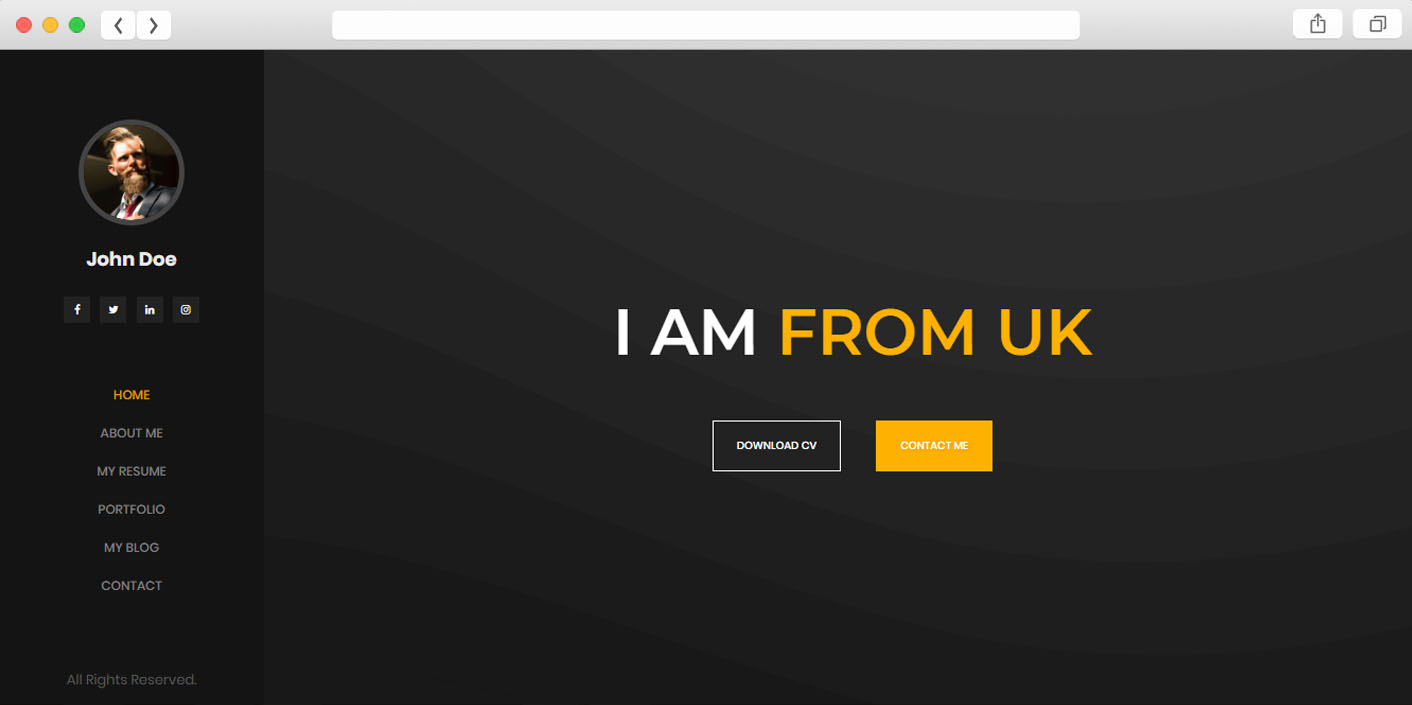 John Doe
HOME
ABOUT ME
MY RESUME
PORTFOLIO
MY BLOG
CONTACT
All Rights Reserved.
I AM FROM UK
DOWNLOAD CV
CONTACT ME